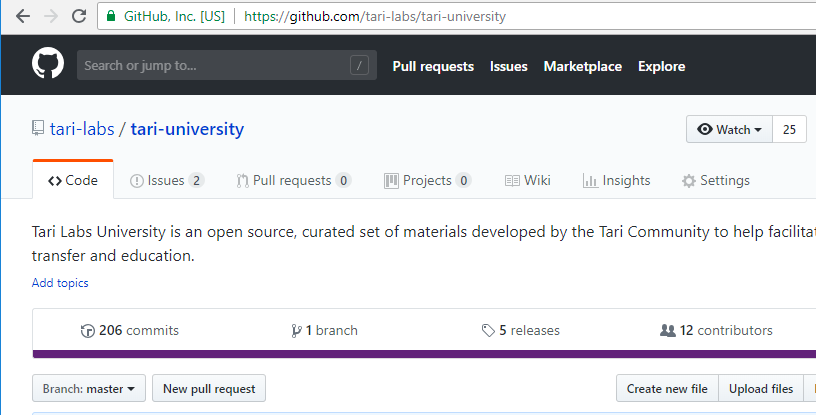 GitHub, Inc. [US] | https://github.com/tari-labs/tari-university
Search or jump to... / Pull requests Issues Marketplace Explore
tari-labs / tari-university Watch 25
<> Code Issues 2 Pull requests 0 Projects 0 Wiki Insights Settings
Tari Labs University is an open source, curated set of materials developed by the Tari Community to help facilitat
transfer and education.
Add topics
206 commits 1 branch 5 releases 12 contributors
Branch: master New pull request Create new file Upload files